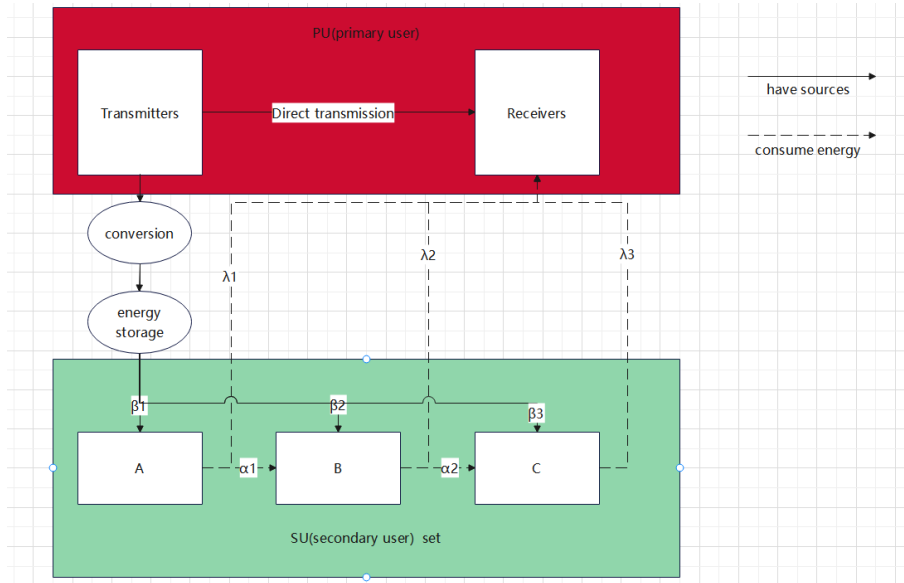 PU(primary user)
Transmitters
Direct transmission
Receivers
have sources
consume energy
conversion
λ1
λ2
λ3
energy
storage
β1
β2
β3
A
α1
B
α2
C
SU(secondary user) set